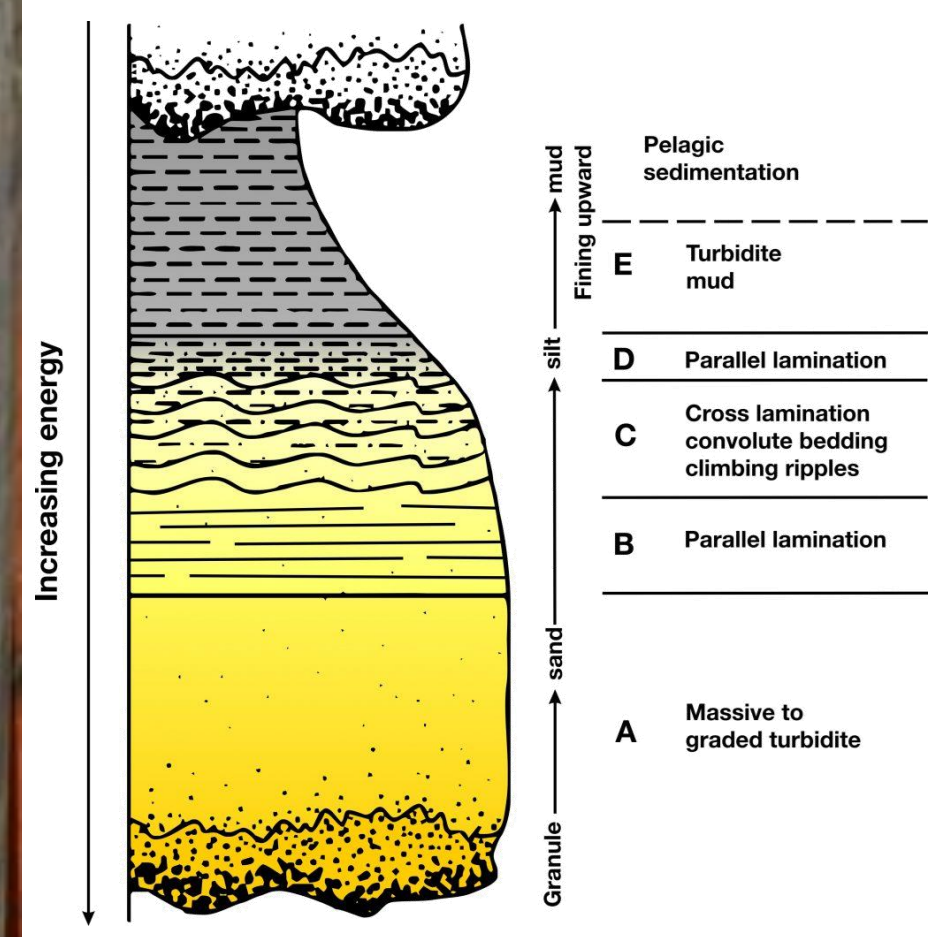 Increasing energy
mud
Fining upward
silt
sand
Granule
Pelagic
sedimentation
E
Turbidite
mud
D
Parallel lamination
C
Cross lamination
convolute bedding
climbing ripples
B
Parallel lamination
A
Massive to
graded turbidite